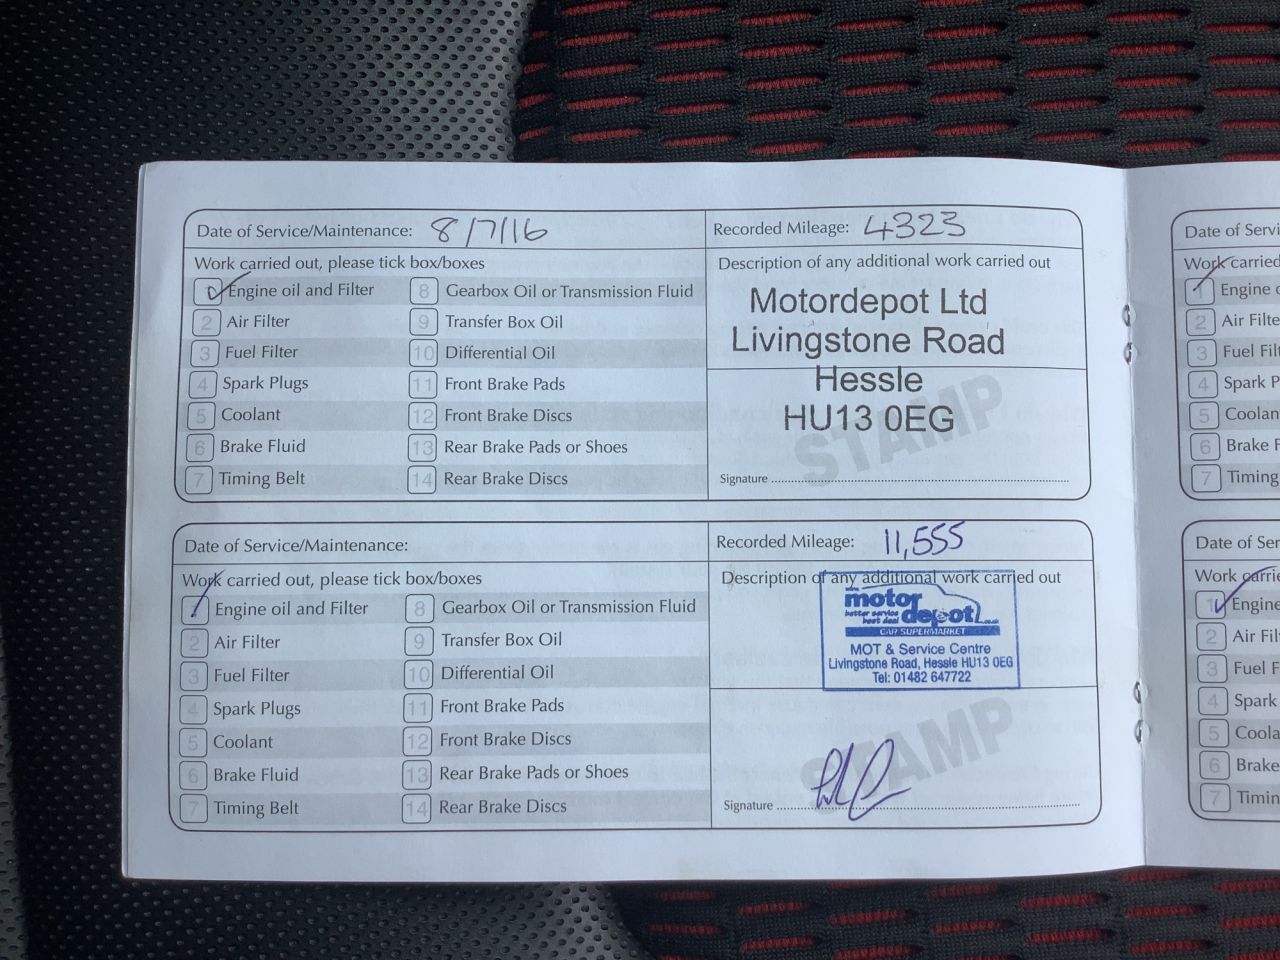 Date of Service/Maintenance: 8/7/16
Recorded Mileage: 4323
Work carried out, please tick box/boxes
Description of any additional work carried out
Engine oil and Filter
8 Gearbox Oil or Transmission Fluid
2 Air Filter
9 Transfer Box Oil
3 Fuel Filter
10 Differential Oil
4 Spark Plugs
11 Front Brake Pads
5 Coolant
12 Front Brake Discs
6 Brake Fluid
13 Rear Brake Pads or Shoes
7 Timing Belt
14 Rear Brake Discs
Motordepot Ltd
Livingstone Road
Hessle
HU13 0EG
STAMP
Signature
Date of Service/Maintenance:
Recorded Mileage: 11,555
Work carried out, please tick box/boxes
Description of any additional work carried out
1 Engine oil and Filter
8 Gearbox Oil or Transmission Fluid
2 Air Filter
9 Transfer Box Oil
3 Fuel Filter
10 Differential Oil
4 Spark Plugs
11 Front Brake Pads
5 Coolant
12 Front Brake Discs
6 Brake Fluid
13 Rear Brake Pads or Shoes
7 Timing Belt
14 Rear Brake Discs
motor
depot
better service
best deal
CAR SUPERMARKET
MOT & Service Centre
Livingstone Road, Hessle HU13 0EG
Tel: 01482 647722
STAMP
Signature
Date of
Work carried
1 Engine
2 Air
3 Fuel
4 Spark
5
6 Brake
7 Timing
Date of
Work
1 Engine
2 Air
3 Fuel
4 Spark
5
6 Brake
7